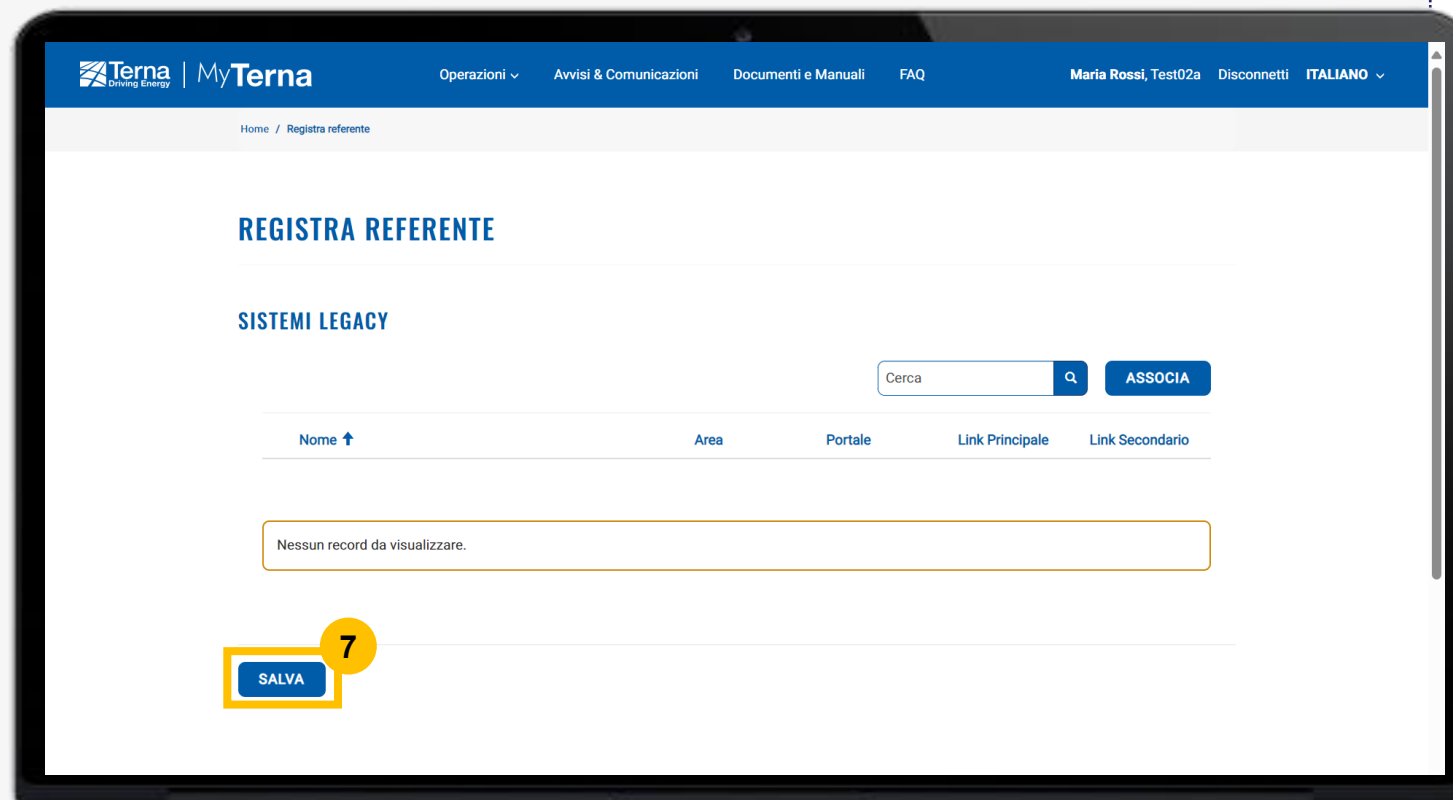 Terna
Driving Energy
MyTerna
Operazioni
Avvisi & Comunicazioni
Documenti e Manuali
FAQ
Maria Rossi, Test02a
Disconnetti
ITALIANO
Home / Registra referente
REGISTRA REFERENTE
SISTEMI LEGACY
Cerca
ASSOCIA
Nome
Area
Portale
Link Principale
Link Secondario
Nessun record da visualizzare.
7
SALVA